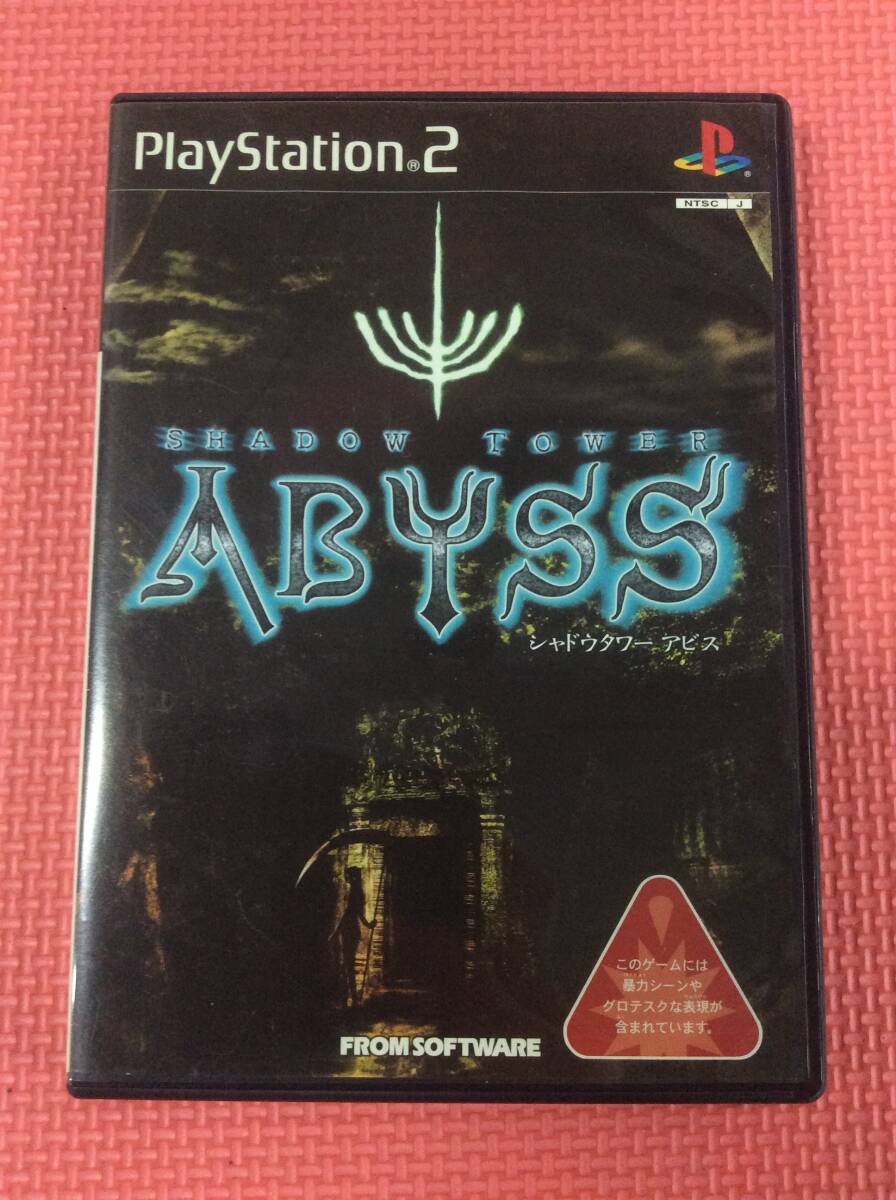 PlayStation®2
®
NTSC J
SHADOW TOWER
ABYSS
シャドウタワー アビス
このゲームには
暴力シーンや
グロテスクな表現が
含まれています。
FROMSOFTWARE